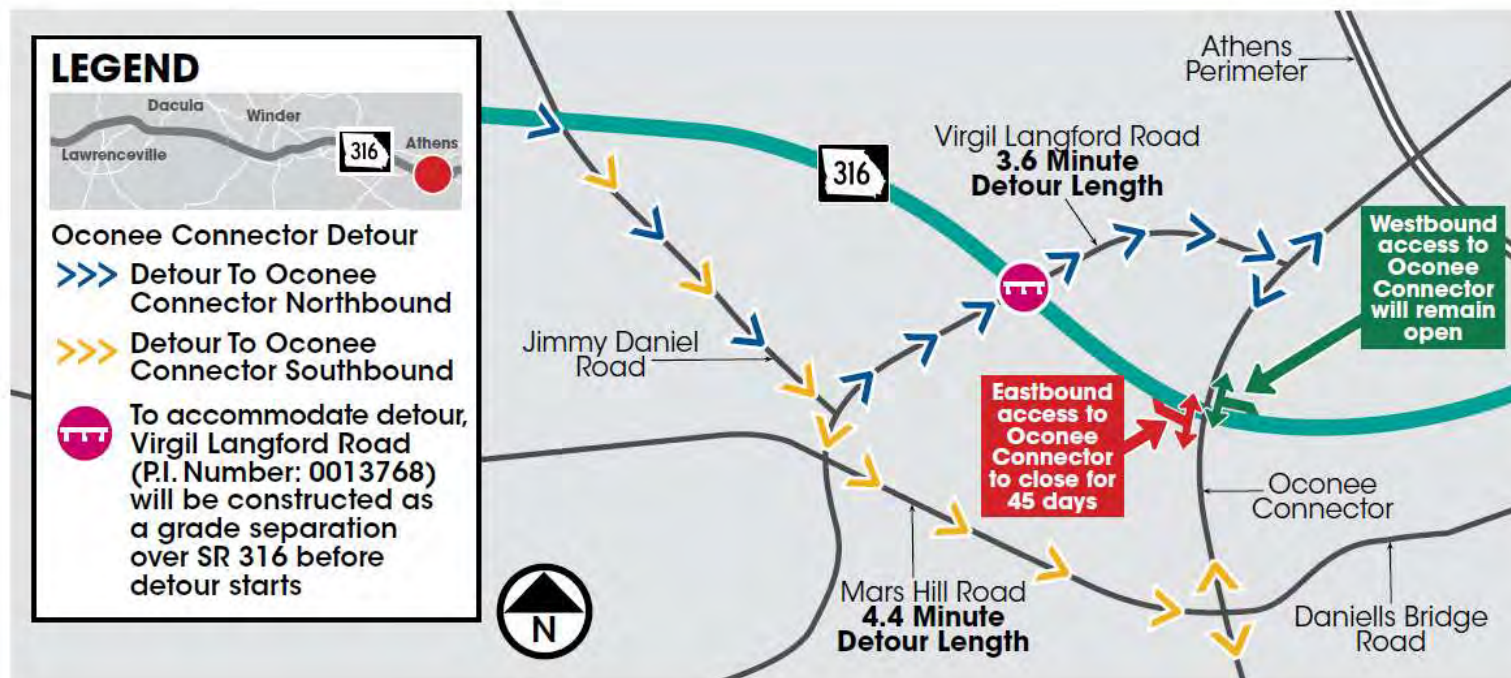 LEGEND
Dacula
Winder
Lawrenceville
316
Athens
Oconee Connector Detour
>>> Detour To Oconee
Connector Northbound
>>> Detour To Oconee
Connector Southbound
To accommodate detour,
Virgil Langford Road
(P.I. Number: 0013768)
will be constructed as
a grade separation
over SR 316 before
detour starts
N
Athens
Perimeter
316
Virgil Langford Road
3.6 Minute
Detour Length
Westbound
access to
Oconee
Connector
will remain
open
Jimmy Daniel
Road
Eastbound
access to
Oconee
Connector
to close for
45 days
Oconee
Connector
Mars Hill Road
4.4 Minute
Detour Length
Daniells Bridge
Road